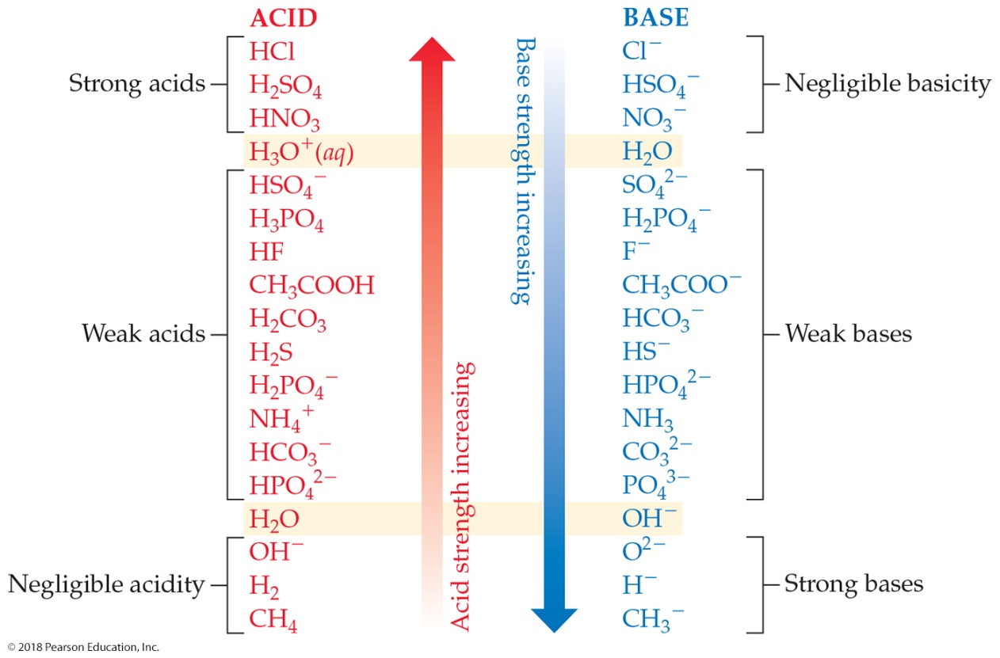 ACID BASE
HCl Cl⁻
Strong acids H₂SO₄ HSO₄⁻ Negligible basicity
HNO₃ NO₃⁻
H₃O⁺(aq) H₂O
HSO₄⁻ SO₄²⁻
H₃PO₄ H₂PO₄⁻
HF F⁻
CH₃COOH CH₃COO⁻
H₂CO₃ HCO₃⁻
Weak acids Weak bases
H₂S HS⁻
H₂PO₄⁻ HPO₄²⁻
NH₄⁺ NH₃
HCO₃⁻ CO₃²⁻
HPO₄²⁻ PO₄³⁻
H₂O OH⁻
OH⁻ O²⁻
Negligible acidity H₂ H⁻ Strong bases
CH₄ CH₃⁻
Acid strength increasing
Base strength increasing
© 2018 Pearson Education, Inc.